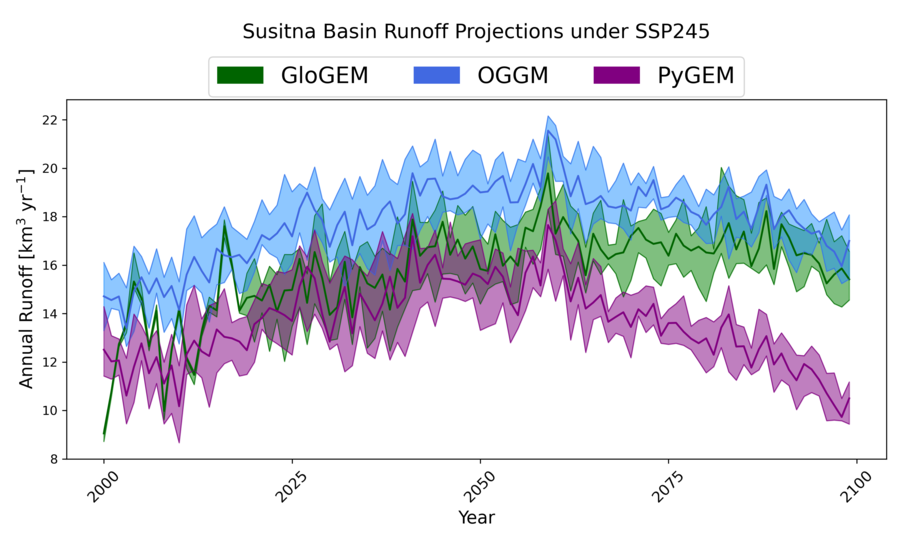 Susitna Basin Runoff Projections under SSP245
GloGEM OGGM PyGEM
Annual Runoff [km³ yr⁻¹]
22
20
18
16
14
12
10
8
2000 2025 2050 2075 2100
Year